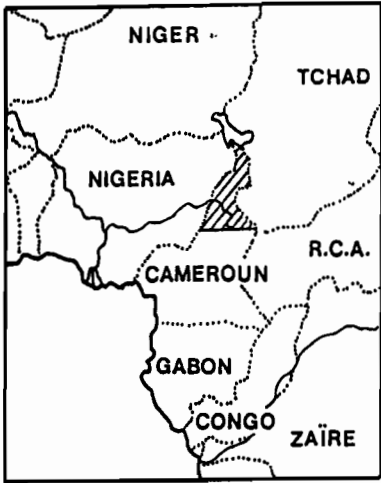 NIGER
TCHAD
NIGERIA
R.C.A.
CAMEROUN
GABON
CONGO
ZAÏRE